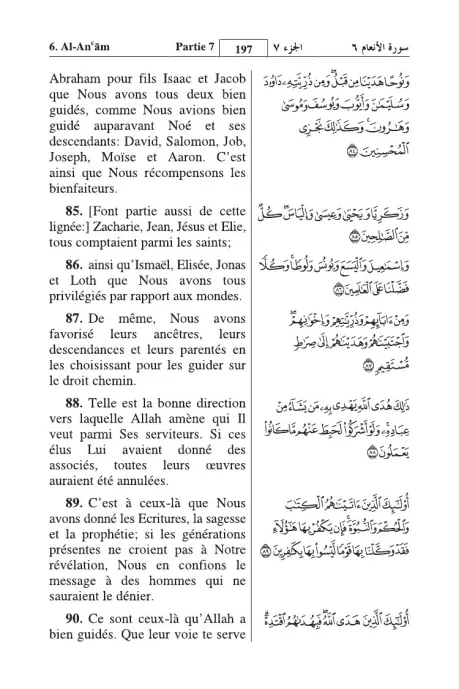 6. Al-Anᶜām Partie 7 197 الجزء ٧ سورة الأنعام ٦
Abraham pour fils Isaac et Jacob
que Nous avons tous deux bien
guidés, comme Nous avions bien
guidé auparavant Noé et ses
descendants: David, Salomon, Job,
Joseph, Moïse et Aaron. C’est
ainsi que Nous récompensons les
bienfaiteurs.
85. [Font partie aussi de cette
lignée:] Zacharie, Jean, Jésus et Elie,
tous comptaient parmi les saints;
86. ainsi qu’Ismaël, Elisée, Jonas
et Loth que Nous avons tous
privilégiés par rapport aux mondes.
87. De même, Nous avons
favorisé leurs ancêtres, leurs
descendants et leurs parentés en
les choisissant pour les guider sur
le droit chemin.
88. Telle est la bonne direction
vers laquelle Allah amène qui Il
veut parmi Ses serviteurs. Si ces
élus Lui avaient donné des
associés, toutes leurs œuvres
auraient été annulées.
89. C’est à ceux-là que Nous
avons donné les Ecritures, la sagesse
et la prophétie; si les générations
présentes ne croient pas à Notre
révélation, Nous en confions le
message à des hommes qui ne
sauraient le dénier.
90. Ce sont ceux-là qu’Allah a
bien guidés. Que leur voie te serve
وَنُوحًا هَدَيْنَا مِن قَبْلُ ۖ وَمِن ذُرِّيَّتِهِۦ دَاوُۥدَ
وَسُلَيْمَٰنَ وَأَيُّوبَ وَيُوسُفَ وَمُوسَىٰ
وَهَٰرُونَ ۚ وَكَذَٰلِكَ نَجْزِى
ٱلْمُحْسِنِينَ ٨٤
وَزَكَرِيَّا وَيَحْيَىٰ وَعِيسَىٰ وَإِلْيَاسَ ۖ كُلٌّ
مِّنَ ٱلصَّٰلِحِينَ ٨٥
وَإِسْمَٰعِيلَ وَٱلْيَسَعَ وَيُونُسَ وَلُوطًا ۚ وَكُلًّا
فَضَّلْنَا عَلَى ٱلْعَٰلَمِينَ ٨٦
وَمِنْ ءَابَآئِهِمْ وَذُرِّيَّٰتِهِمْ وَإِخْوَٰنِهِمْ ۖ
وَٱجْتَبَيْنَٰهُمْ وَهَدَيْنَٰهُمْ إِلَىٰ صِرَٰطٍ
مُّسْتَقِيمٍ ٨٧
ذَٰلِكَ هُدَى ٱللَّهِ يَهْدِى بِهِۦ مَن يَشَآءُ مِنْ
عِبَادِهِۦ ۚ وَلَوْ أَشْرَكُوا۟ لَحَبِطَ عَنْهُم مَّا كَانُوا۟
يَعْمَلُونَ ٨٨
أُو۟لَٰٓئِكَ ٱلَّذِينَ ءَاتَيْنَٰهُمُ ٱلْكِتَٰبَ
وَٱلْحُكْمَ وَٱلنُّبُوَّةَ ۚ فَإِن يَكْفُرْ بِهَا هَٰٓؤُلَآءِ
فَقَدْ وَكَّلْنَا بِهَا قَوْمًا لَّيْسُوا۟ بِهَا بِكَٰفِرِينَ ٨٩
أُو۟لَٰٓئِكَ ٱلَّذِينَ هَدَى ٱللَّهُ ۖ فَبِهُدَىٰهُمُ ٱقْتَدِهْ ۗ